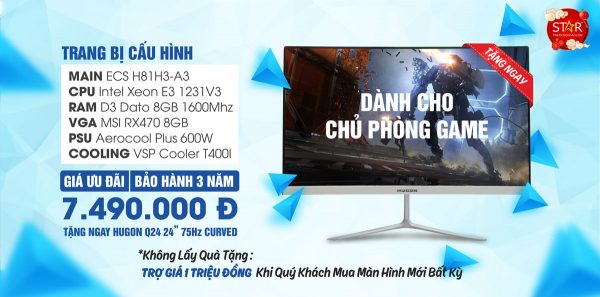 TRANG BỊ CẤU HÌNH
MAIN ECS H81H3-A3
CPU Intel Xeon E3 1231V3
RAM D3 Dato 8GB 1600Mhz
VGA MSI RX470 8GB
PSU Aerocool Plus 600W
COOLING VSP Cooler T400I
GIÁ ƯU ĐÃI BẢO HÀNH 3 NĂM
7.490.000 Đ
TẶNG NGAY HUGON Q24 24" 75Hz CURVED
*Không Lấy Quà Tặng :
TRỢ GIÁ 1 TRIỆU ĐỒNG Khi Quý Khách Mua Màn Hình Mới Bất Kỳ
TẶNG NGAY
DÀNH CHO
CHỦ PHÒNG GAME
HUGON
STAR